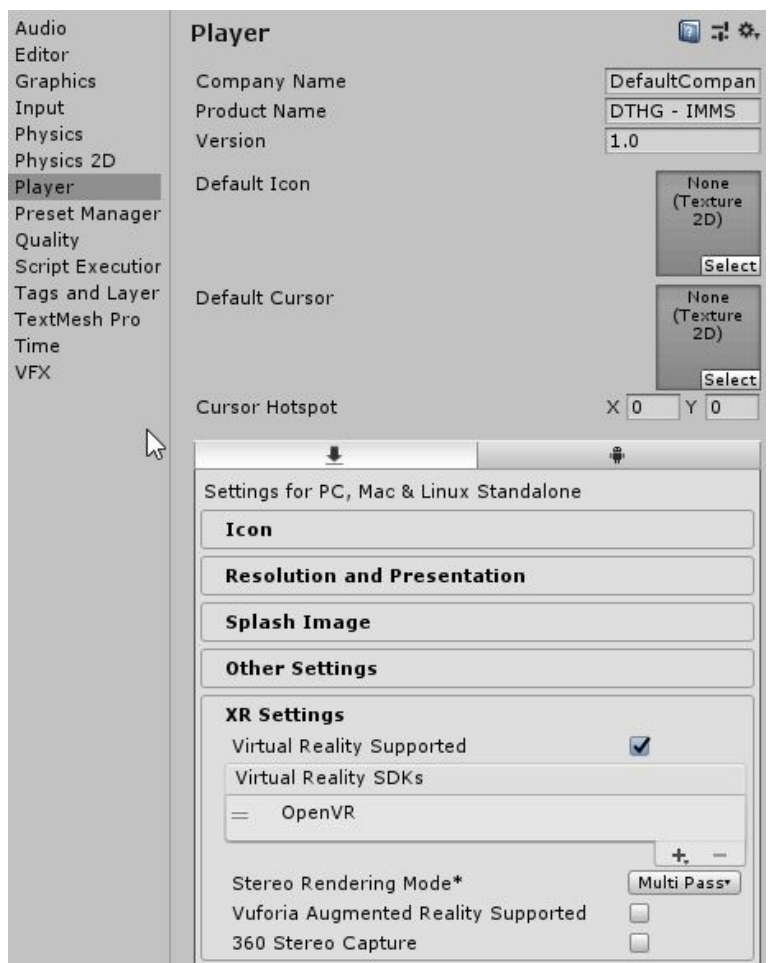 Audio
Editor
Graphics
Input
Physics
Physics 2D
Player
Preset Manager
Quality
Script Execution
Tags and Layer
TextMesh Pro
Time
VFX
Player
Company Name DefaultCompan
Product Name DTHG - IMMS
Version 1.0
Default Icon
None
(Texture
2D)
Select
Default Cursor
None
(Texture
2D)
Select
Cursor Hotspot X 0 Y 0
Settings for PC, Mac & Linux Standalone
Icon
Resolution and Presentation
Splash Image
Other Settings
XR Settings
Virtual Reality Supported
Virtual Reality SDKs
= OpenVR
+ −
Stereo Rendering Mode* Multi Pass
Vuforia Augmented Reality Supported
360 Stereo Capture